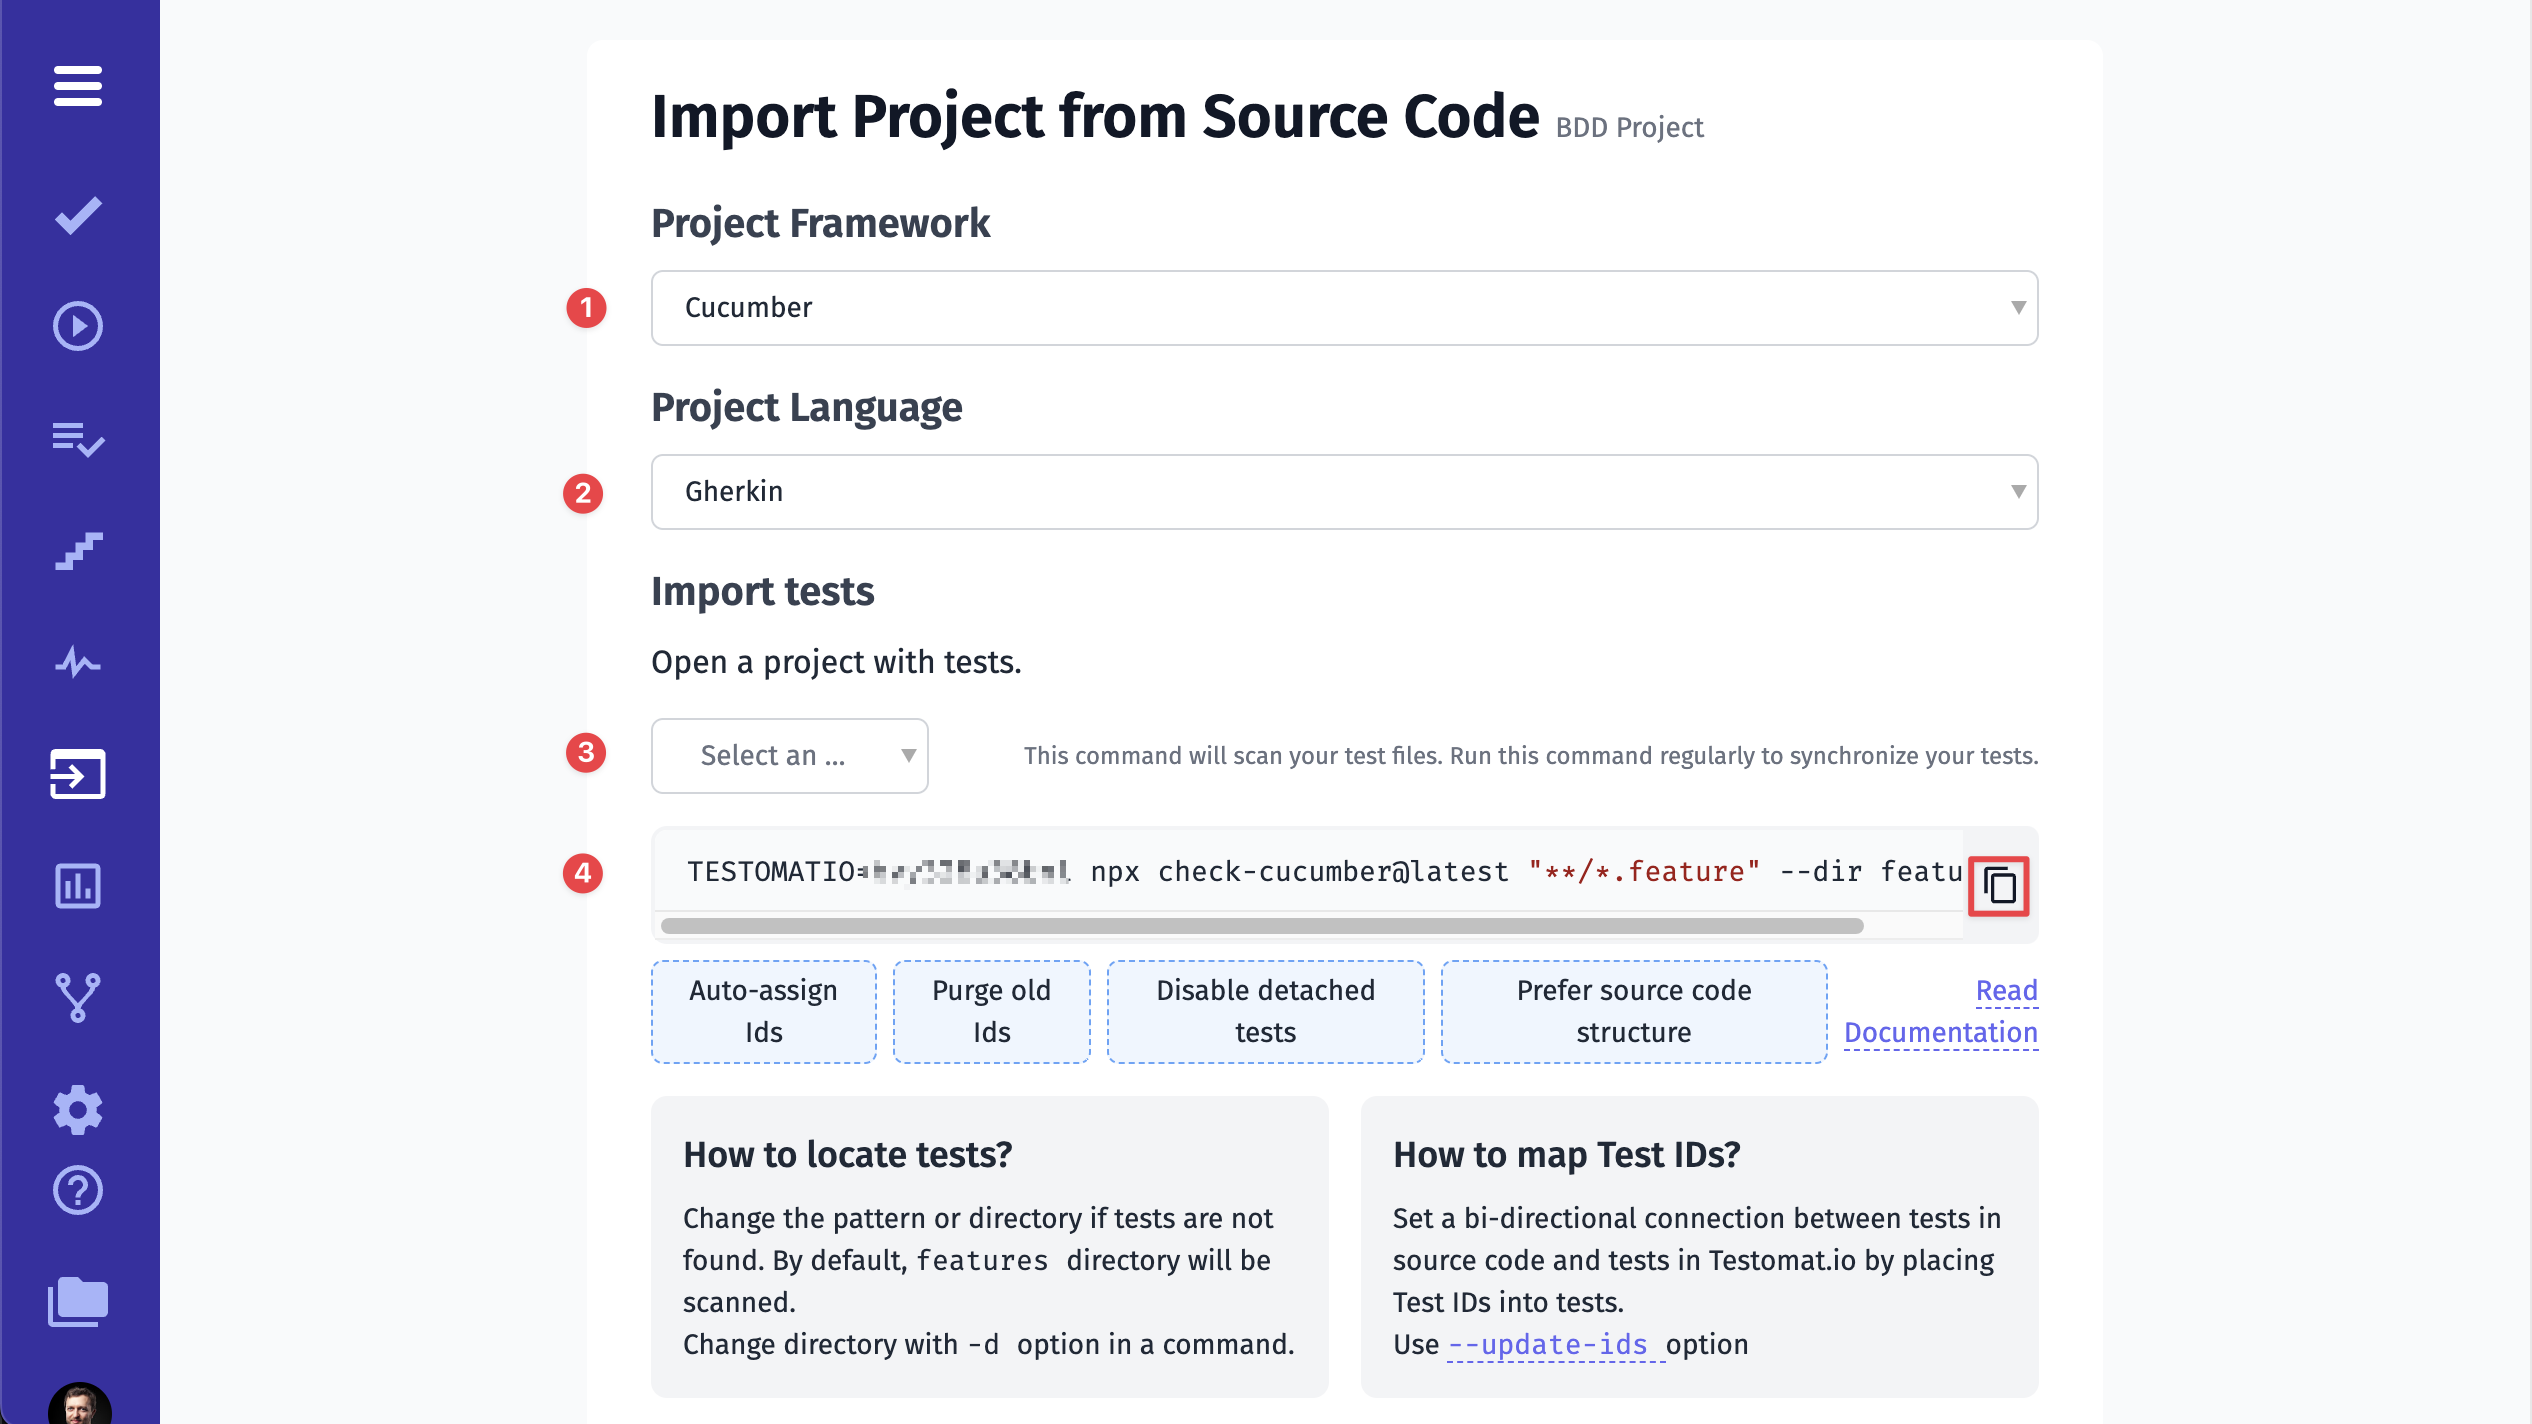 Import Project from Source Code BDD Project
Project Framework
1 Cucumber
Project Language
2 Gherkin
Import tests
Open a project with tests.
3 Select an ... This command will scan your test files. Run this command regularly to synchronize your tests.
4 TESTOMATIO= npx check-cucumber@latest "**/*.feature" --dir featu
Auto-assign
Ids
Purge old
Ids
Disable detached
tests
Prefer source code
structure
Read
Documentation
How to locate tests?
Change the pattern or directory if tests are not
found. By default, features directory will be
scanned.
Change directory with -d option in a command.
How to map Test IDs?
Set a bi-directional connection between tests in
source code and tests in Testomat.io by placing
Test IDs into tests.
Use --update-ids option